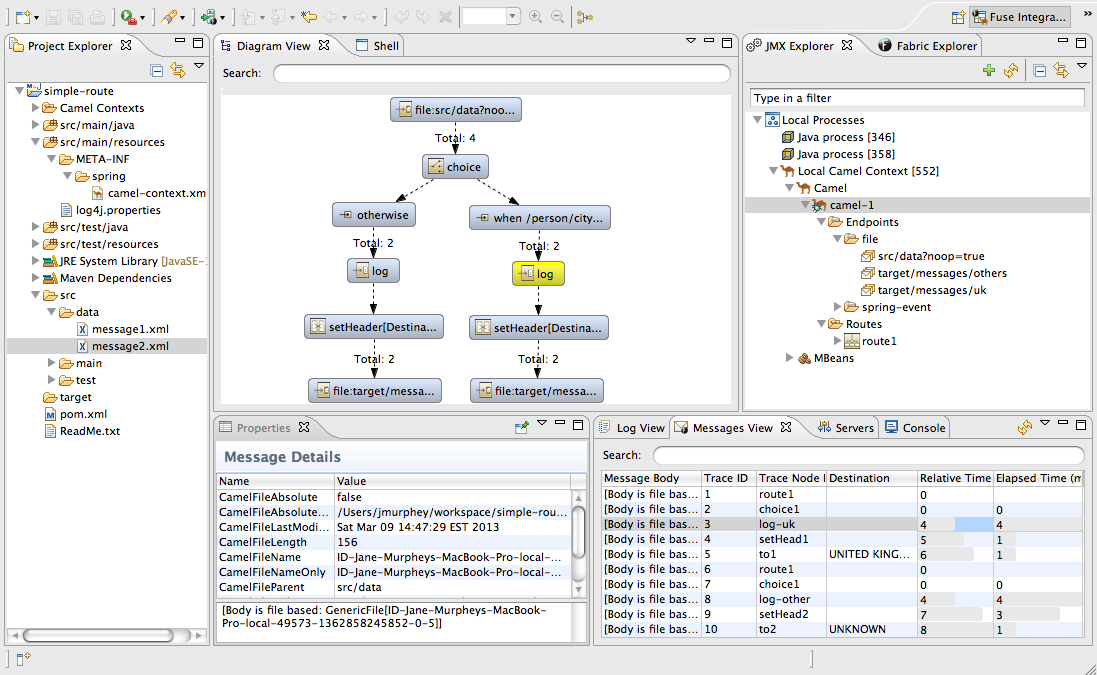 Fuse Integra...
»
Project Explorer
simple-route
Camel Contexts
src/main/java
src/main/resources
META-INF
spring
camel-context.xm
log4j.properties
src/test/java
src/test/resources
JRE System Library [JavaSE-
Maven Dependencies
src
data
message1.xml
message2.xml
main
test
target
pom.xml
ReadMe.txt
Diagram View
Shell
Search:
file:src/data?noo...
Total: 4
choice
otherwise
when /person/city...
Total: 2
Total: 2
log
log
setHeader[Destina...
setHeader[Destina...
Total: 2
Total: 2
file:target/messa...
file:target/messa...
JMX Explorer
Fabric Explorer
Type in a filter
Local Processes
Java process [346]
Java process [358]
Local Camel Context [552]
Camel
camel-1
Endpoints
file
src/data?noop=true
target/messages/others
target/messages/uk
spring-event
Routes
route1
MBeans
Properties
Message Details
Name Value
CamelFileAbsolute false
CamelFileAbsolute... /Users/jmurphey/workspace/simple-rou...
CamelFileLastModi... Sat Mar 09 14:47:29 EST 2013
CamelFileLength 156
CamelFileName ID-Jane-Murpheys-MacBook-Pro-local-...
CamelFileNameOnly ID-Jane-Murpheys-MacBook-Pro-local-...
CamelFileParent src/data
[Body is file based: GenericFile[ID-Jane-Murpheys-MacBook-
Pro-local-49573-1362858245852-0-5]]
Log View
Messages View
Servers
Console
Search:
Message Body Trace ID Trace Node I Destination Relative Time Elapsed Time (m
[Body is file bas... 1 route1 0
[Body is file bas... 2 choice1 0 0
[Body is file bas... 3 log-uk 4 4
[Body is file bas... 4 setHead1 5 1
[Body is file bas... 5 to1 UNITED KING... 6 1
[Body is file bas... 6 route1 0
[Body is file bas... 7 choice1 0 0
[Body is file bas... 8 log-other 4 4
[Body is file bas... 9 setHead2 7 3
[Body is file bas... 10 to2 UNKNOWN 8 1